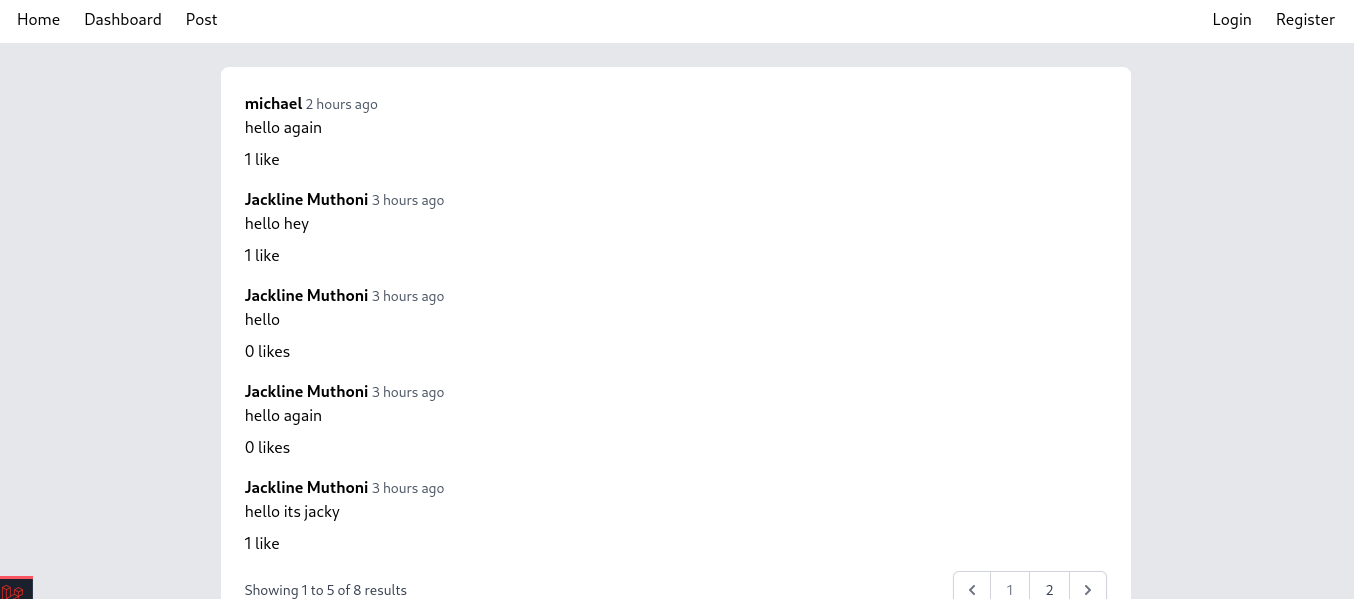 Home Dashboard Post Login Register
michael 2 hours ago
hello again
1 like
Jackline Muthoni 3 hours ago
hello hey
1 like
Jackline Muthoni 3 hours ago
hello
0 likes
Jackline Muthoni 3 hours ago
hello again
0 likes
Jackline Muthoni 3 hours ago
hello its jacky
1 like
Showing 1 to 5 of 8 results 1 2